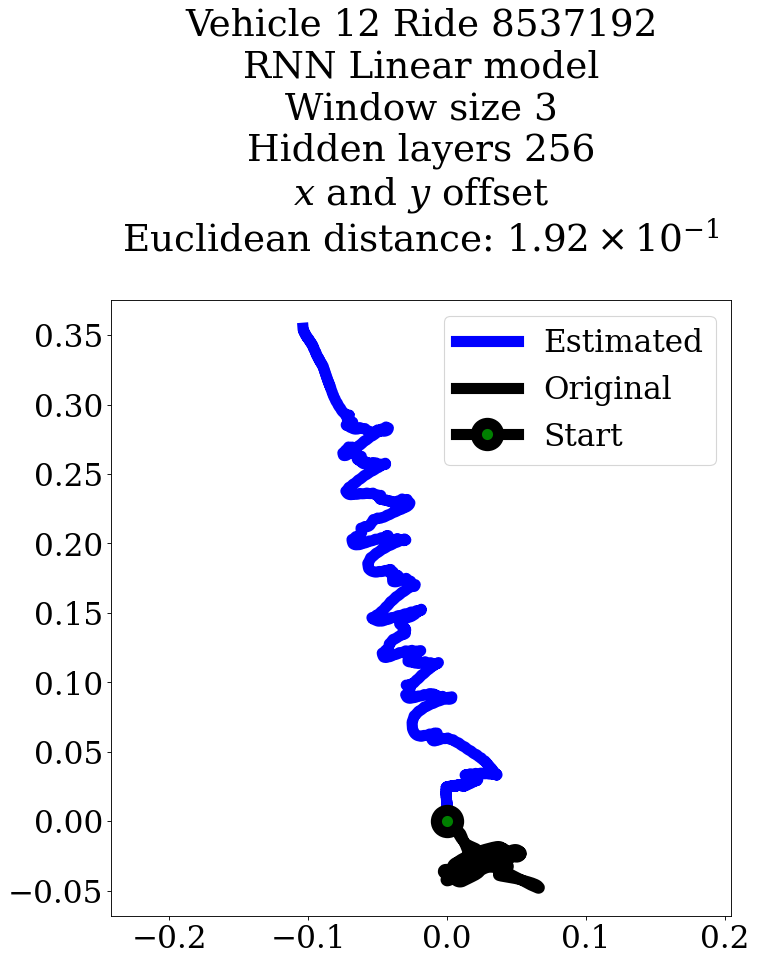 Vehicle 12 Ride 8537192
RNN Linear model
Window size 3
Hidden layers 256
x and y offset
Euclidean distance: 1.92 × 10⁻¹
Estimated
Original
Start
0.35
0.30
0.25
0.20
0.15
0.10
0.05
0.00
−0.05
−0.2 −0.1 0.0 0.1 0.2